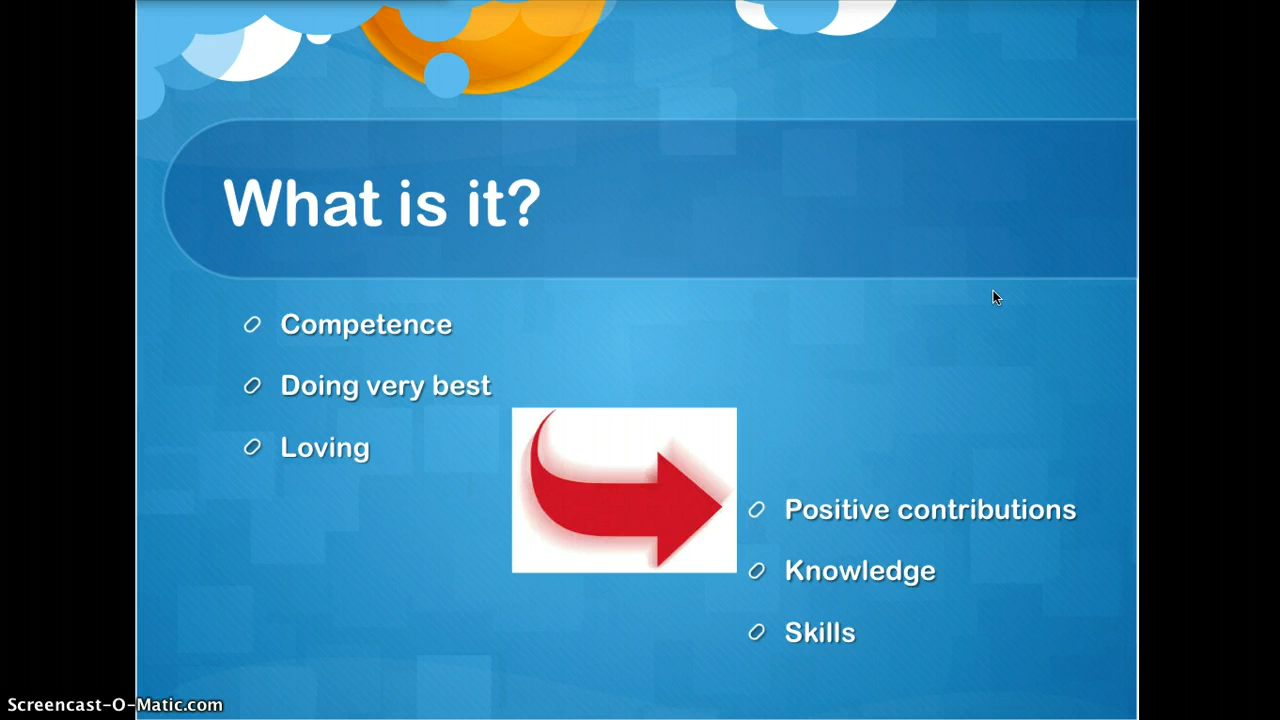 What is it?
Competence
Doing very best
Loving
Positive contributions
Knowledge
Skills
Screencast-O-Matic.com